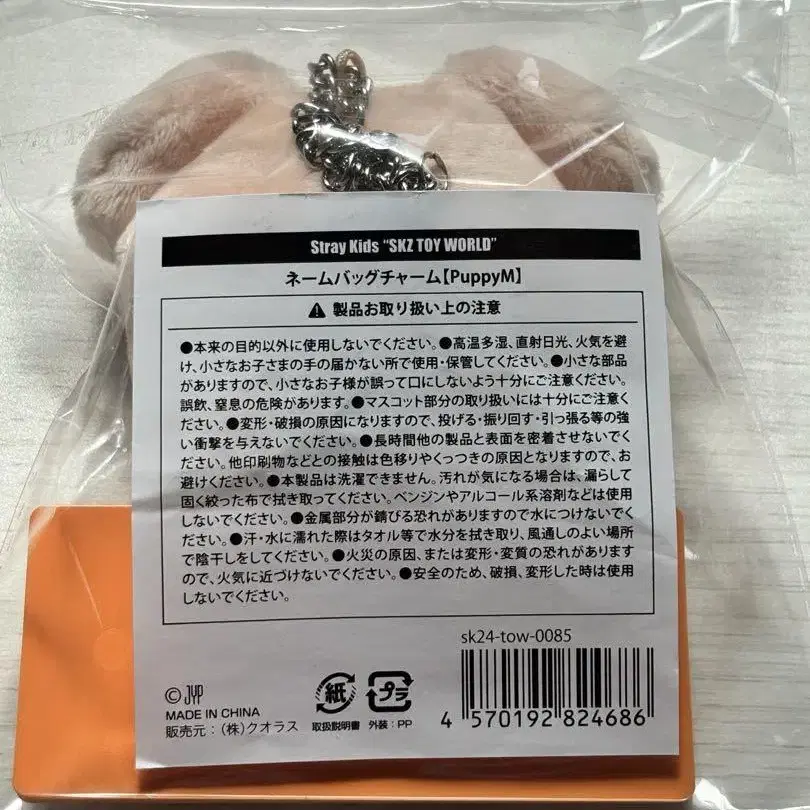 Stray Kids "SKZ TOY WORLD"
ネームバッグチャーム【PuppyM】
⚠ 製品お取り扱い上の注意
●本来の目的以外に使用しないでください。●高温多湿、直射日光、火気を避
け、小さなお子さまの手の届かない所で使用・保管してください。●小さな部品
がありますので、小さなお子様が誤って口にしないよう十分にご注意ください。
誤飲、窒息の危険があります。●マスコット部分の取り扱いには十分にご注意く
ださい。●変形・破損の原因になりますので、投げる・振り回す・引っ張る等の強
い衝撃を与えないでください。●長時間他の製品と表面を密着させないでくだ
さい。他印刷物などとの接触は色移りやくっつきの原因となりますので、お
避けください。●本製品は洗濯できません。汚れが気になる場合は、濡らして
固く絞った布で拭き取ってください。ベンジンやアルコール系溶剤などは使用
しないでください。●金属部分が錆びる恐れがありますので水につけないでく
ださい。●汗・水に濡れた際はタオル等で水分を拭き取り、風通しのよい場所
で陰干しをしてください。●火災の原因、または変形・変質の恐れがあります
ので、火気に近づけないでください。●安全のため、破損、変形した時は使用
しないでください。
sk24-tow-0085
© JYP
MADE IN CHINA
販売元：(株)クオラス
紙
取扱説明書
プラ
外装：PP
4 570192 824686